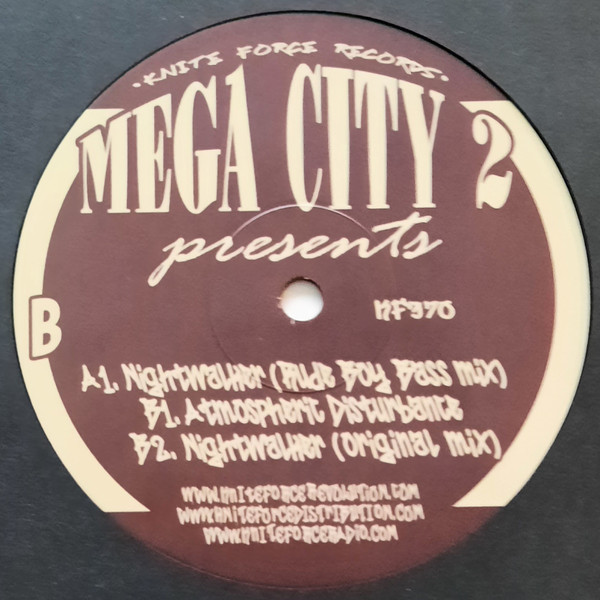 • KNITE FORCE RECORDS •
MEGA CITY 2
presents
KF370
B
A1. Nightwalker (Rude Boy Bass Mix)
B1. Atmospheric Disturbance
B2. Nightwalker (Original Mix)
www.kniteforcerevolution.com
www.kniteforcedistribution.com
www.kniteforceradio.com